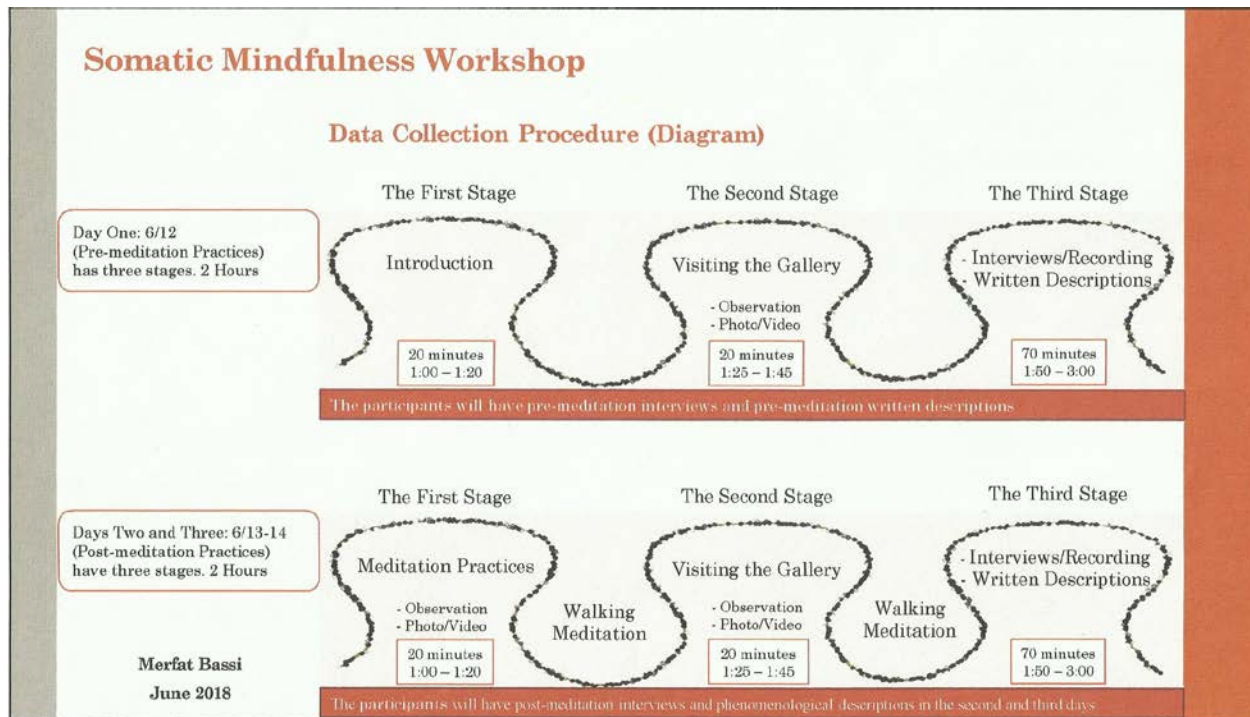 Somatic Mindfulness Workshop
Data Collection Procedure (Diagram)
The First Stage
The Second Stage
The Third Stage
Day One: 6/12
(Pre-meditation Practices)
has three stages. 2 Hours
Introduction
Visiting the Gallery
- Observation
- Photo/Video
- Interviews/Recording
- Written Descriptions
20 minutes
1:00 – 1:20
20 minutes
1:25 – 1:45
70 minutes
1:50 – 3:00
The participants will have pre-meditation interviews and pre-meditation written descriptions
The First Stage
The Second Stage
The Third Stage
Days Two and Three: 6/13-14
(Post-meditation Practices)
have three stages. 2 Hours
Meditation Practices
- Observation
- Photo/Video
Walking
Meditation
Visiting the Gallery
- Observation
- Photo/Video
Walking
Meditation
- Interviews/Recording
- Written Descriptions
20 minutes
1:00 – 1:20
20 minutes
1:25 – 1:45
70 minutes
1:50 – 3:00
Merfat Bassi
June 2018
The participants will have post-meditation interviews and phenomenological descriptions in the second and third days